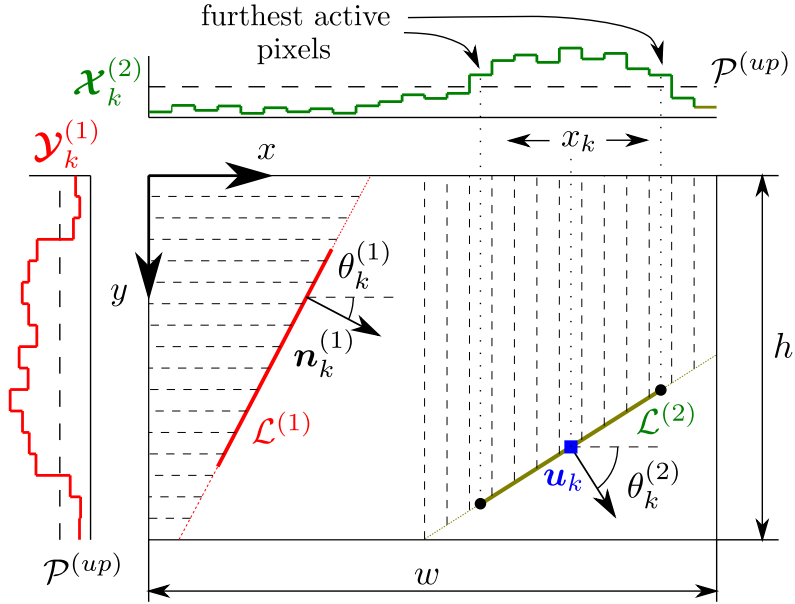 furthest active
pixels
𝓧_k^(2)
𝒫^(up)
𝓨_k^(1)
x_k
x
y
θ_k^(1)
n_k^(1)
h
ℒ^(1)
ℒ^(2)
u_k
θ_k^(2)
𝒫^(up)
w